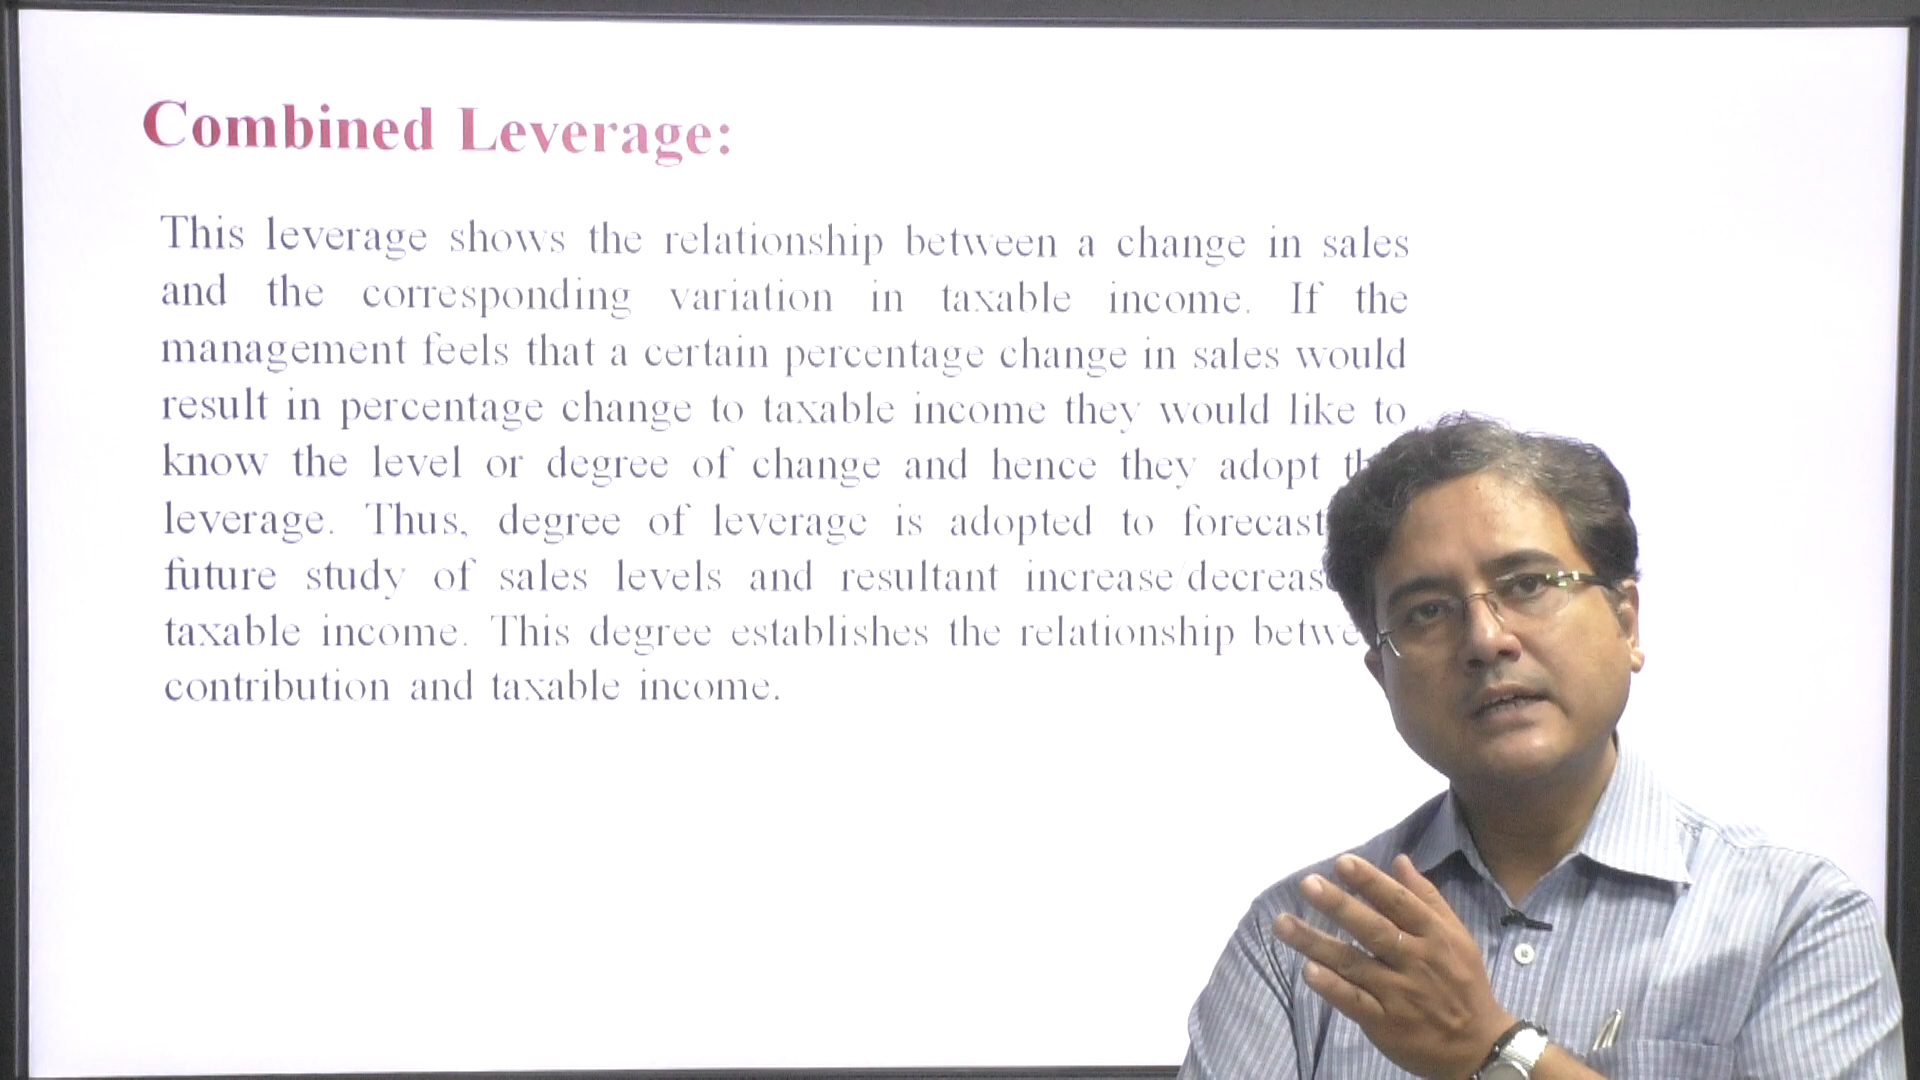 Combined Leverage:
This leverage shows the relationship between a change in sales
and the corresponding variation in taxable income. If the
management feels that a certain percentage change in sales would
result in percentage change to taxable income they would like to
know the level or degree of change and hence they adopt
leverage. Thus, degree of leverage is adopted to forecast
future study of sales levels and resultant increase/decreas
taxable income. This degree establishes the relationship betwe
contribution and taxable income.